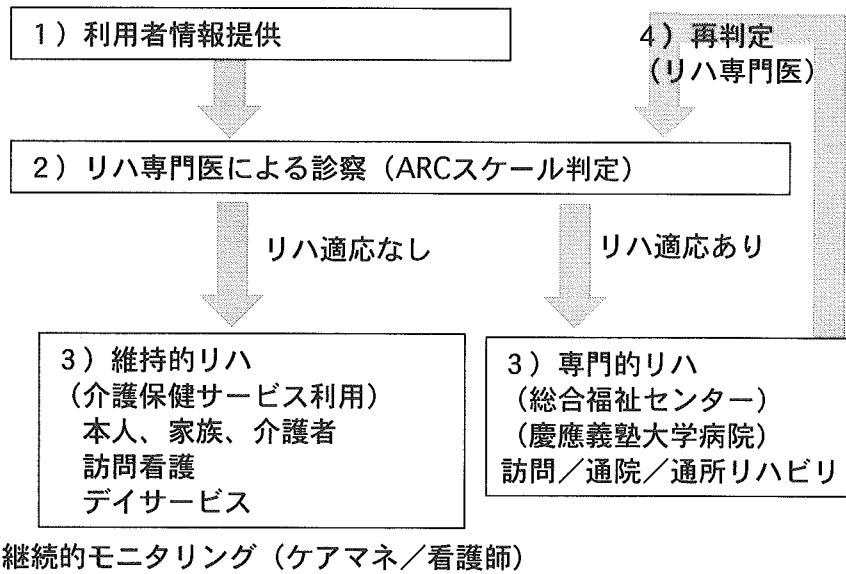 1）利用者情報提供
4）再判定
（リハ専門医）
2）リハ専門医による診察（ARCスケール判定）
リハ適応なし
リハ適応あり
3）維持的リハ
（介護保健サービス利用）
本人、家族、介護者
訪問看護
デイサービス
3）専門的リハ
（総合福祉センター）
（慶應義塾大学病院）
訪問／通院／通所リハビリ
継続的モニタリング（ケアマネ／看護師）